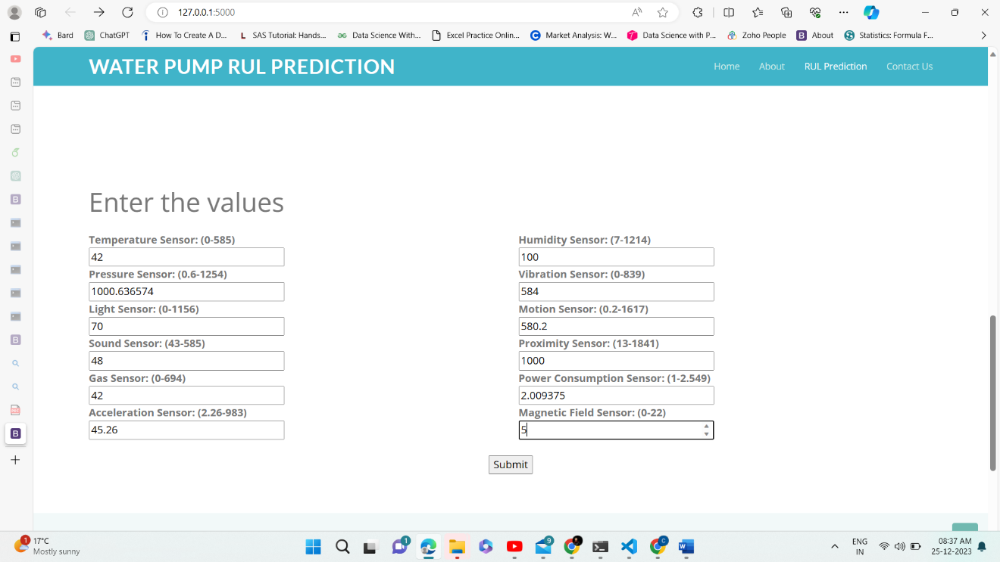 127.0.0.1:5000
Bard
ChatGPT
How To Create A D...
SAS Tutorial: Hands...
Data Science With...
Excel Practice Onlin...
Market Analysis: W...
Data Science with P...
Zoho People
B
About
Statistics: Formula F...
WATER PUMP RUL PREDICTION
Home
About
RUL Prediction
Contact Us
Enter the values
Temperature Sensor: (0-585)
42
Humidity Sensor: (7-1214)
100
Pressure Sensor: (0.6-1254)
1000.636574
Vibration Sensor: (0-839)
584
Light Sensor: (0-1156)
70
Motion Sensor: (0.2-1617)
580.2
Sound Sensor: (43-585)
48
Proximity Sensor: (13-1841)
1000
Gas Sensor: (0-694)
42
Power Consumption Sensor: (1-2.549)
2.009375
Acceleration Sensor: (2.26-983)
45.26
Magnetic Field Sensor: (0-22)
5
Submit
1
17°C
Mostly sunny
1
9
C
ENG
IN
08:37 AM
25-12-2023